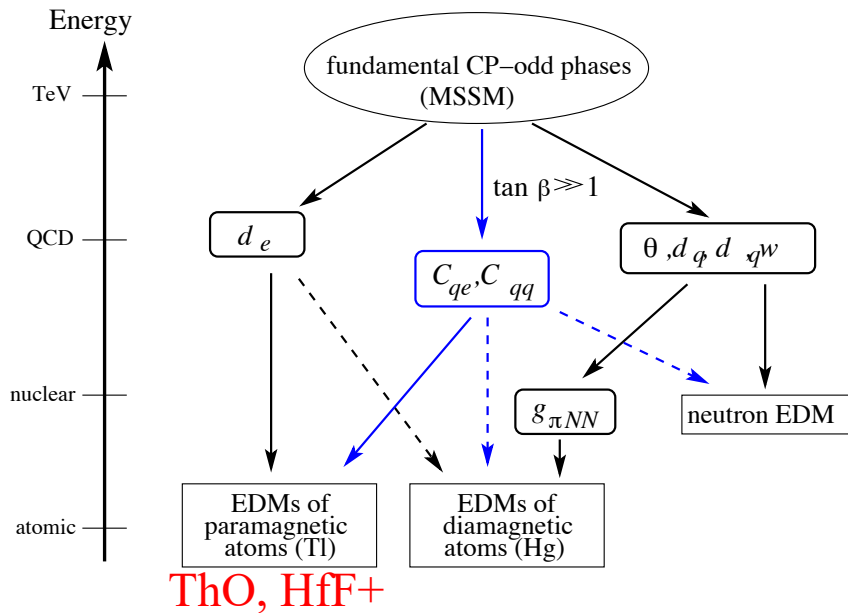 Energy
TeV
QCD
nuclear
atomic
fundamental CP–odd phases
(MSSM)
tan β≫1
d e
C qe , C qq
θ , d q , d , q w
g πNN
neutron EDM
EDMs of
paramagnetic
atoms (Tl)
EDMs of
diamagnetic
atoms (Hg)
ThO, HfF+